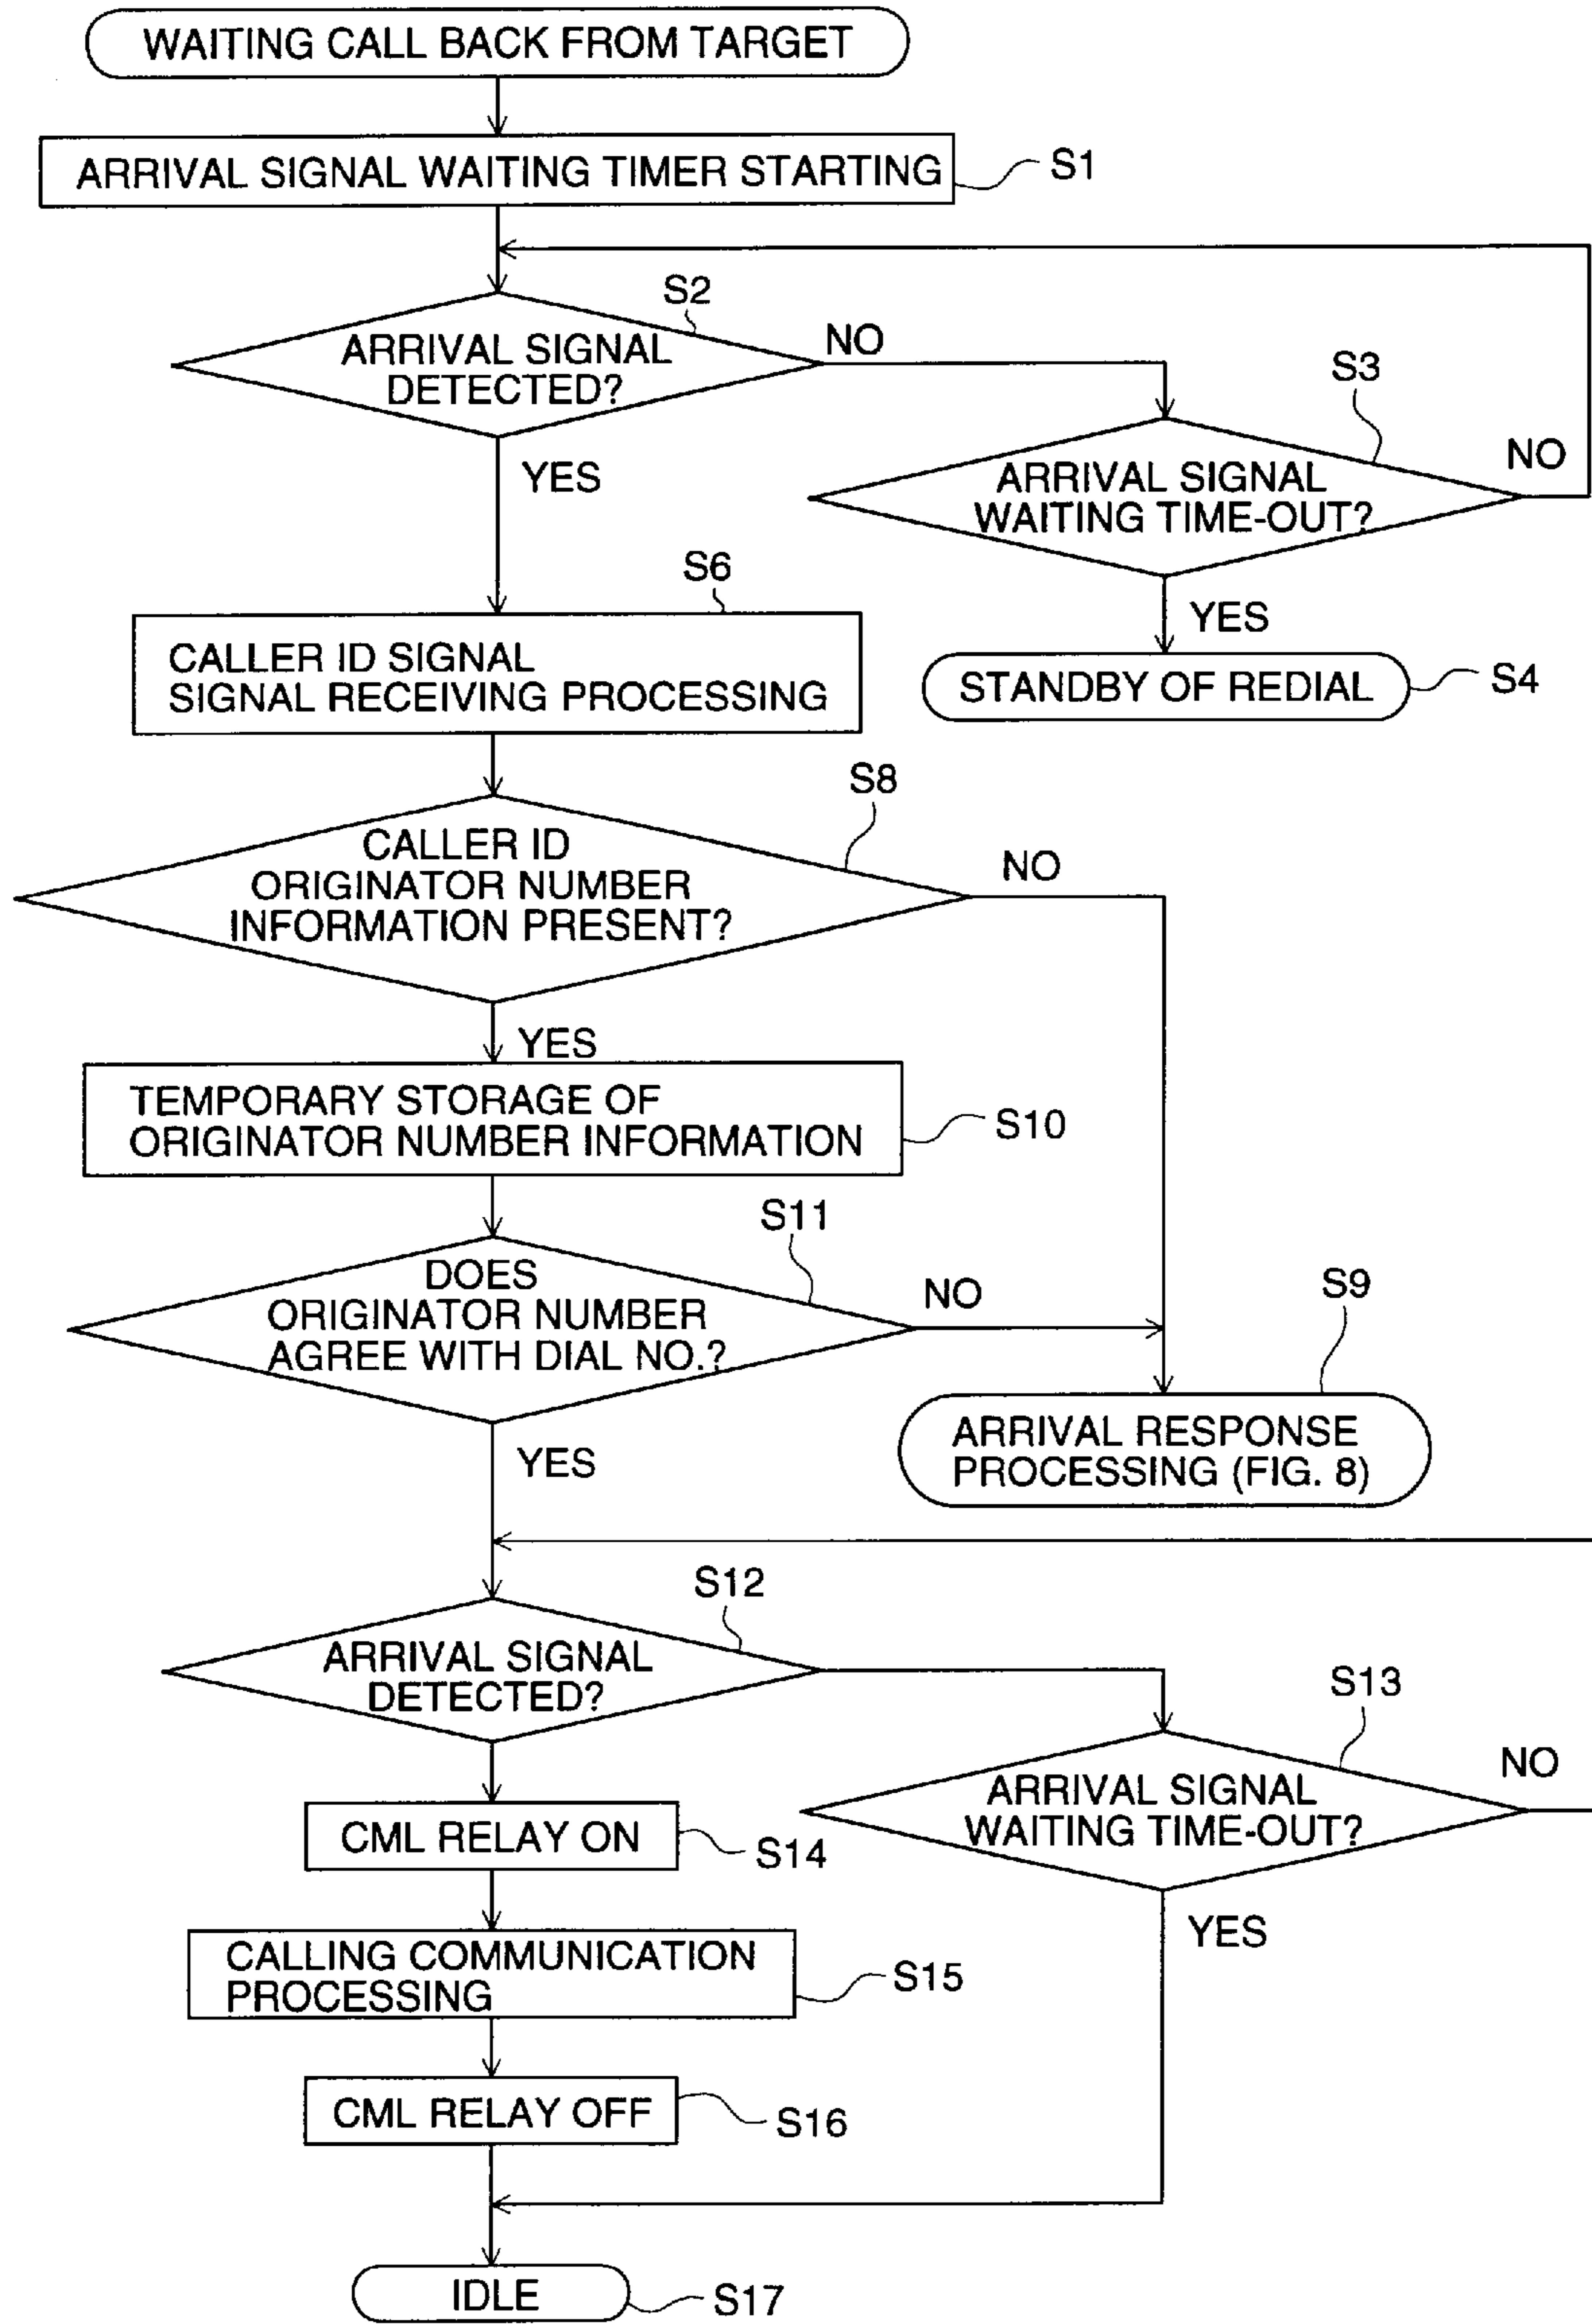 WAITING CALL BACK FROM TARGET
ARRIVAL SIGNAL WAITING TIMER STARTING
S1
S2
ARRIVAL SIGNAL
DETECTED?
NO
YES
S3
ARRIVAL SIGNAL
WAITING TIME-OUT?
NO
YES
STANDBY OF REDIAL
S4
S6
CALLER ID SIGNAL
SIGNAL RECEIVING PROCESSING
S8
CALLER ID
ORIGINATOR NUMBER
INFORMATION PRESENT?
NO
YES
TEMPORARY STORAGE OF
ORIGINATOR NUMBER INFORMATION
S10
S11
DOES
ORIGINATOR NUMBER
AGREE WITH DIAL NO.?
NO
YES
S9
ARRIVAL RESPONSE
PROCESSING (FIG. 8)
S12
ARRIVAL SIGNAL
DETECTED?
S13
ARRIVAL SIGNAL
WAITING TIME-OUT?
NO
YES
CML RELAY ON
S14
CALLING COMMUNICATION
PROCESSING
S15
CML RELAY OFF
S16
IDLE
S17